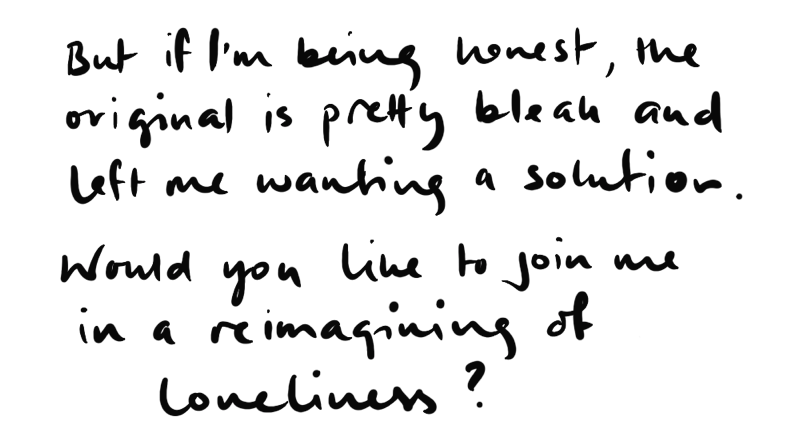 But if I'm being honest, the
original is pretty bleak and
left me wanting a solution.
Would you like to join me
in a reimagining of
loneliness?